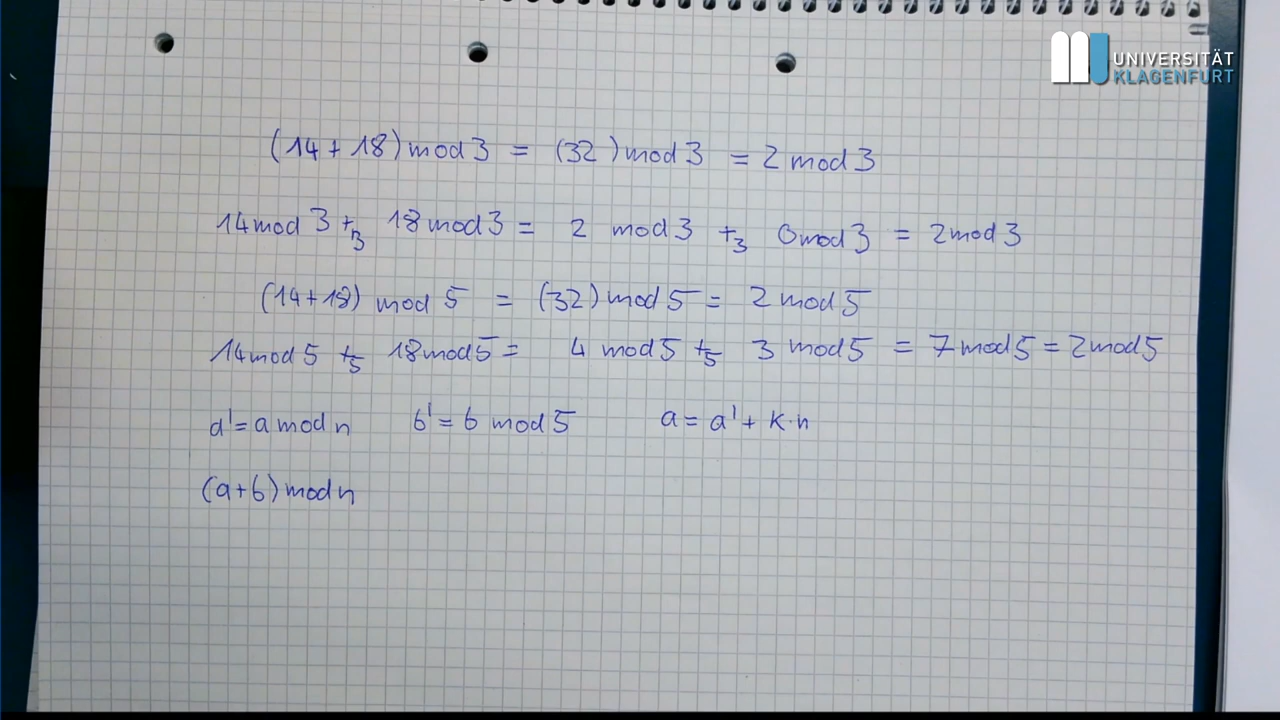 UNIVERSITÄT
KLAGENFURT
(14+18) mod 3 = (32) mod 3 = 2 mod 3
14 mod 3 +₃ 18 mod 3 = 2 mod 3 +₃ 0 mod 3 = 2 mod 3
(14+18) mod 5 = (32) mod 5 = 2 mod 5
14 mod 5 +₅ 18 mod 5 = 4 mod 5 +₅ 3 mod 5 = 7 mod 5 = 2 mod 5
a' = a mod n b' = b mod 5 a = a' + k·n
(a+b) mod n